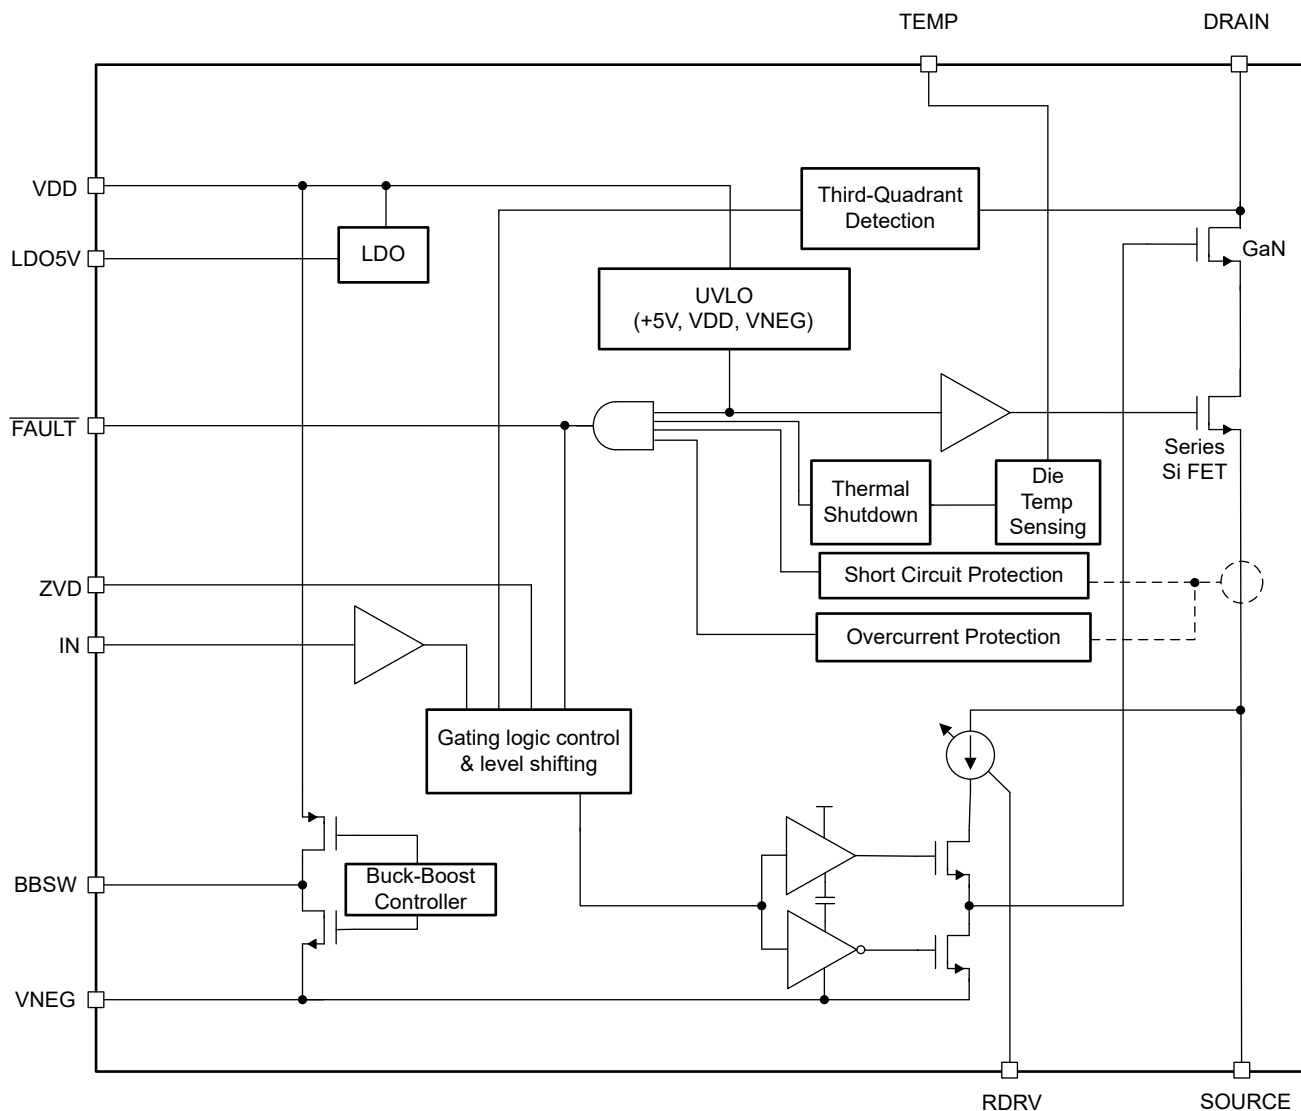 TEMP
DRAIN
VDD
Third-Quadrant
Detection
LDO5V
LDO
GaN
UVLO
(+5V, VDD, VNEG)
FAULT
Series
Si FET
Thermal
Shutdown
Die
Temp
Sensing
Short Circuit Protection
ZVD
IN
Overcurrent Protection
Gating logic control
& level shifting
BBSW
Buck-Boost
Controller
VNEG
RDRV
SOURCE